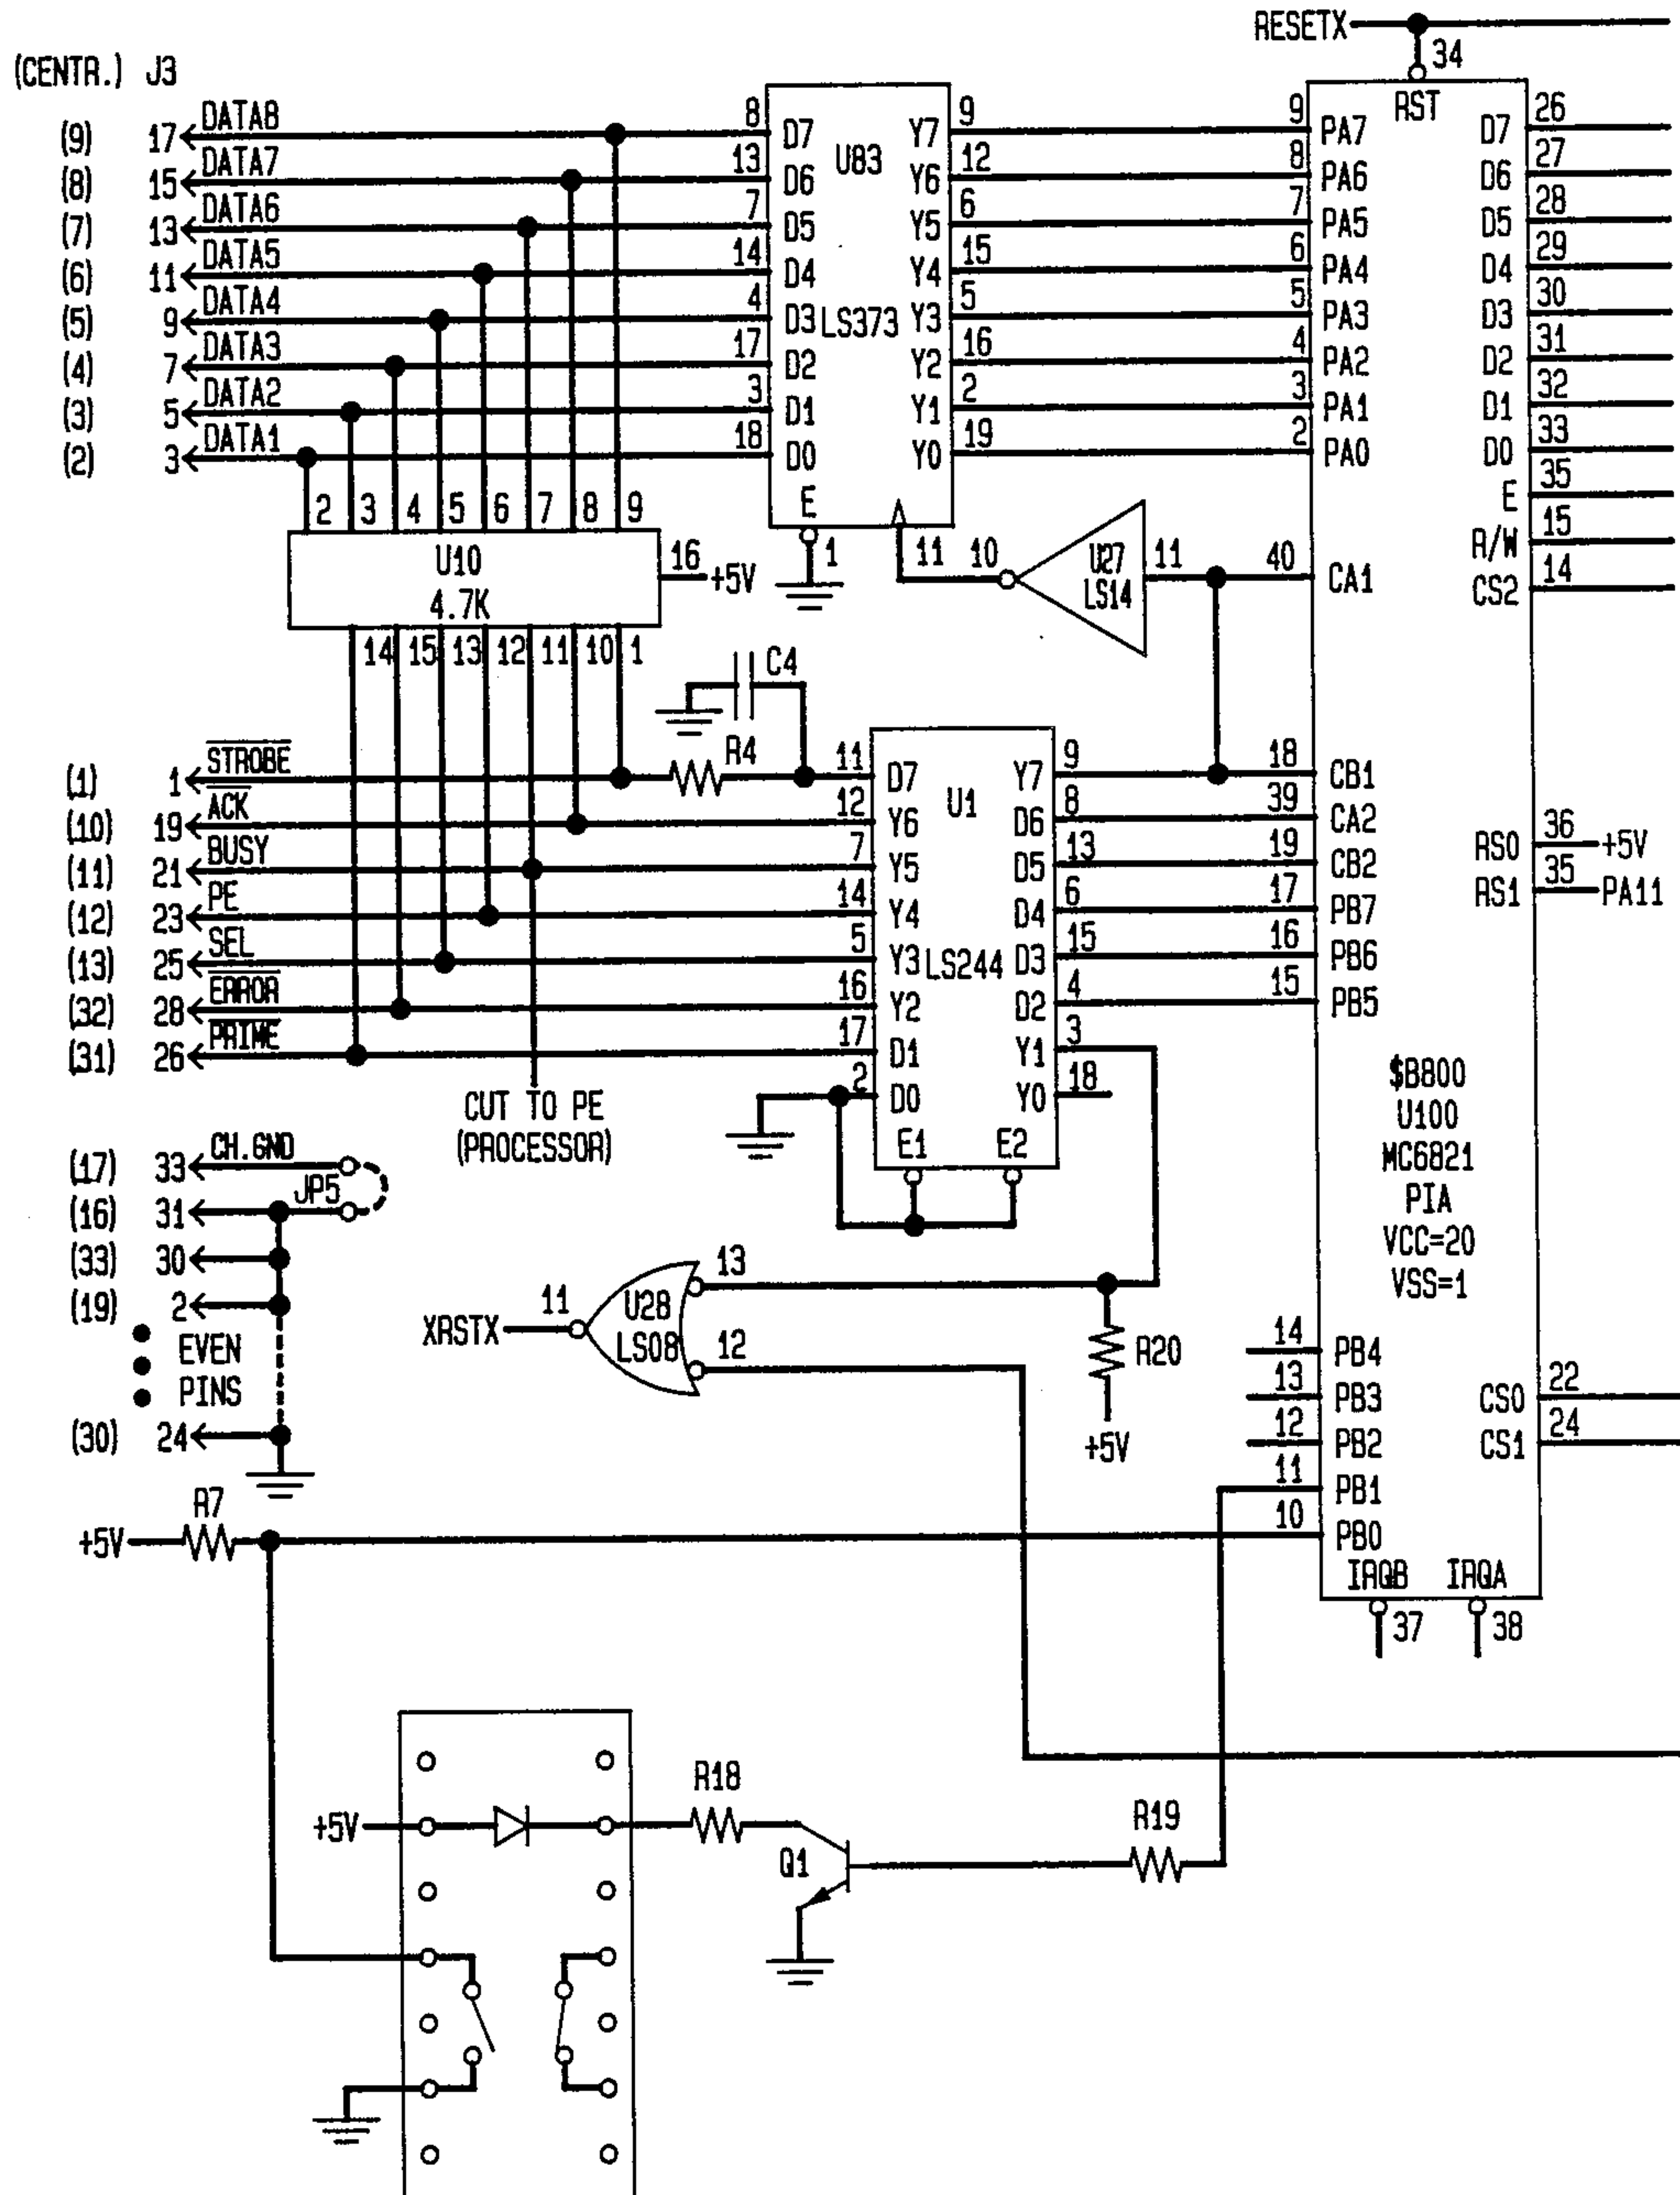 RESETX
34
(CENTR.) J3
RST
(9) 17 DATA8 8 D7 U83 Y7 9 9 PA7 D7 26
(8) 15 DATA7 13 D6 Y6 12 8 PA6 D6 27
(7) 13 DATA6 7 D5 Y5 6 7 PA5 D5 28
(6) 11 DATA5 14 D4 Y4 15 6 PA4 D4 29
(5) 9 DATA4 4 D3 LS373 Y3 5 5 PA3 D3 30
(4) 7 DATA3 17 D2 Y2 16 4 PA2 D2 31
(3) 5 DATA2 3 D1 Y1 2 3 PA1 D1 32
(2) 3 DATA1 18 D0 Y0 19 2 PA0 D0 33
E 35
2 3 4 5 6 7 8 9 E
R/W 15
U10 16 +5V 1 11 10 U27 11 40 CA1 CS2 14
4.7K LS14
14 15 13 12 11 10 1 C4
R4
(1) 1 STROBE 11 D7 U1 Y7 9 18 CB1
(10) 19 ACK 12 Y6 D6 8 39 CA2
(11) 21 BUSY 7 Y5 D5 13 19 CB2 RS0 36 +5V
(12) 23 PE 14 Y4 D4 6 17 PB7 RS1 35 PA11
(13) 25 SEL 5 Y3 LS244 D3 15 16 PB6
(32) 28 ERROR 16 Y2 D2 4 15 PB5
(31) 26 PRIME 17 D1 Y1 3
2 D0 Y0 18
CUT TO PE
(PROCESSOR)
E1 E2
$B800
U100
MC6821
PIA
VCC=20
VSS=1
(17) 33 CH.GND
JP5
(16) 31
(33) 30
(19) 2
EVEN
PINS
(30) 24
XRSTX 11 U28 13
LS08 12
R20
+5V
14 PB4
13 PB3 CS0 22
12 PB2 CS1 24
11 PB1
+5V R7 10 PB0
IRQB IRQA
37 38
+5V R18 Q1 R19